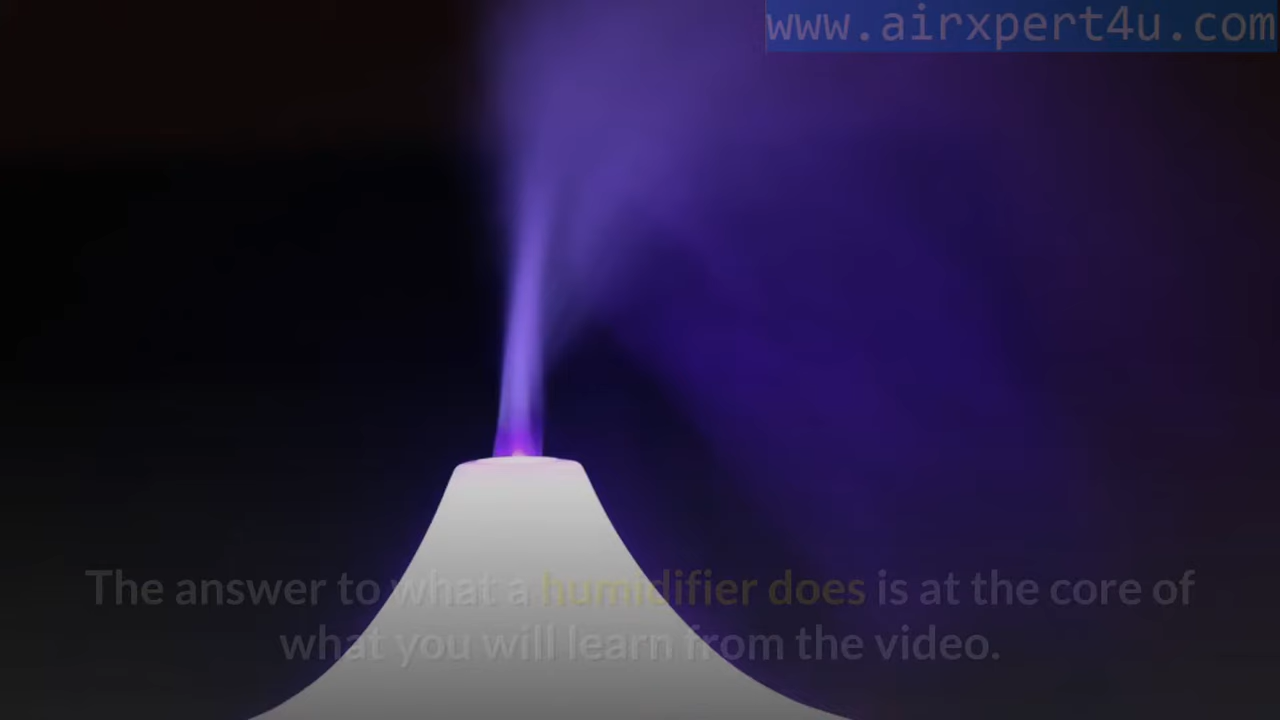 www.airxpert4u.com
The answer to what a humidifier does is at the core of
what you will learn from the video.